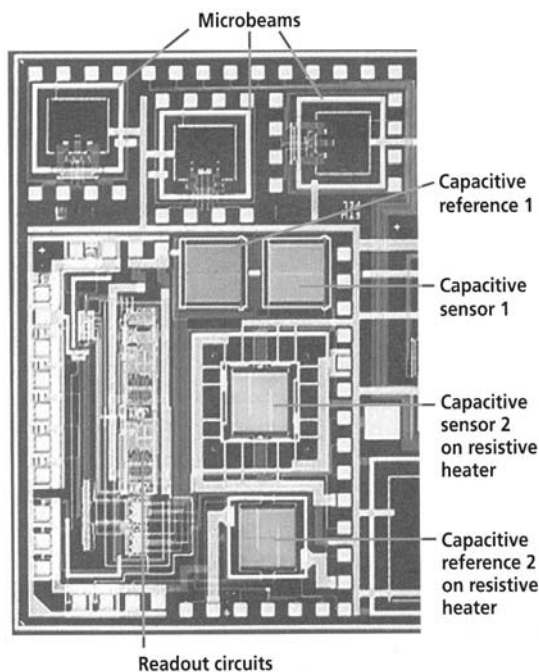 Microbeams
Capacitive
reference 1
Capacitive
sensor 1
Capacitive
sensor 2
on resistive
heater
Capacitive
reference 2
on resistive
heater
Readout circuits